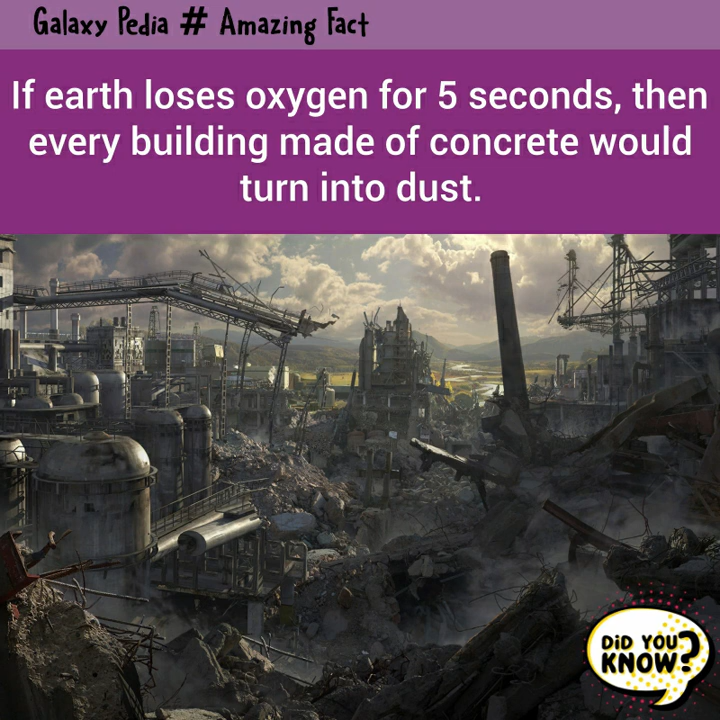 Galaxy Pedia # Amazing Fact
If earth loses oxygen for 5 seconds, then
every building made of concrete would
turn into dust.
DiD YOU
KNOW?